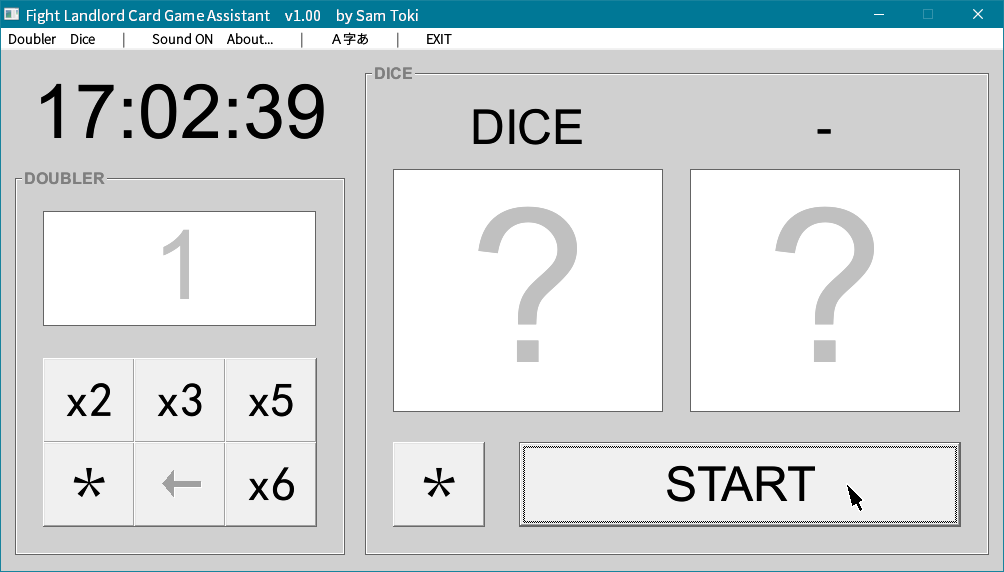 Fight Landlord Card Game Assistant v1.00 by Sam Toki
Doubler Dice | Sound ON About... | A字あ | EXIT
17:02:39
DOUBLER
1
x2 x3 x5
* ← x6
DICE
DICE -
? ?
* START